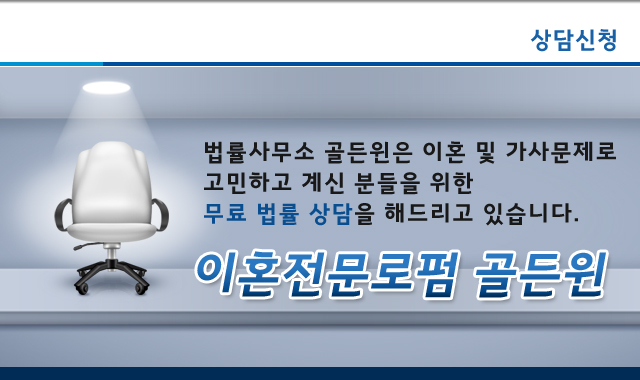 상담신청
법률사무소 골든윈은 이혼 및 가사문제로
고민하고 계신 분들을 위한
무료 법률 상담을 해드리고 있습니다.
이혼전문로펌 골든윈